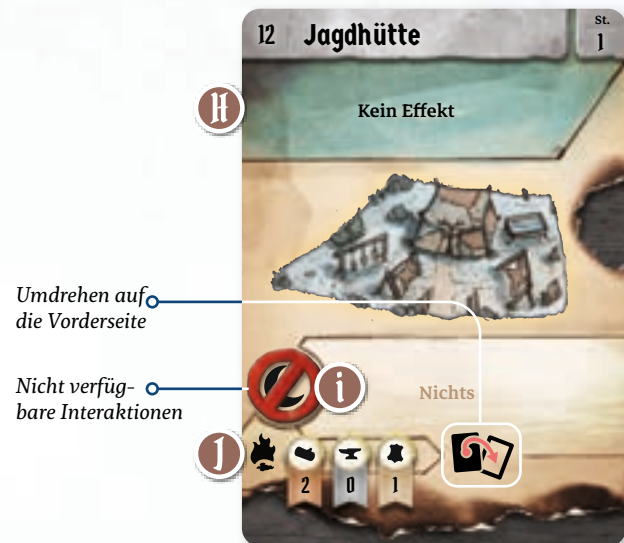 12 Jagdhütte St. 1
H
Kein Effekt
Umdrehen auf
die Vorderseite
Nicht verfüg-
bare Interaktionen
i
Nichts
J
2 0 1